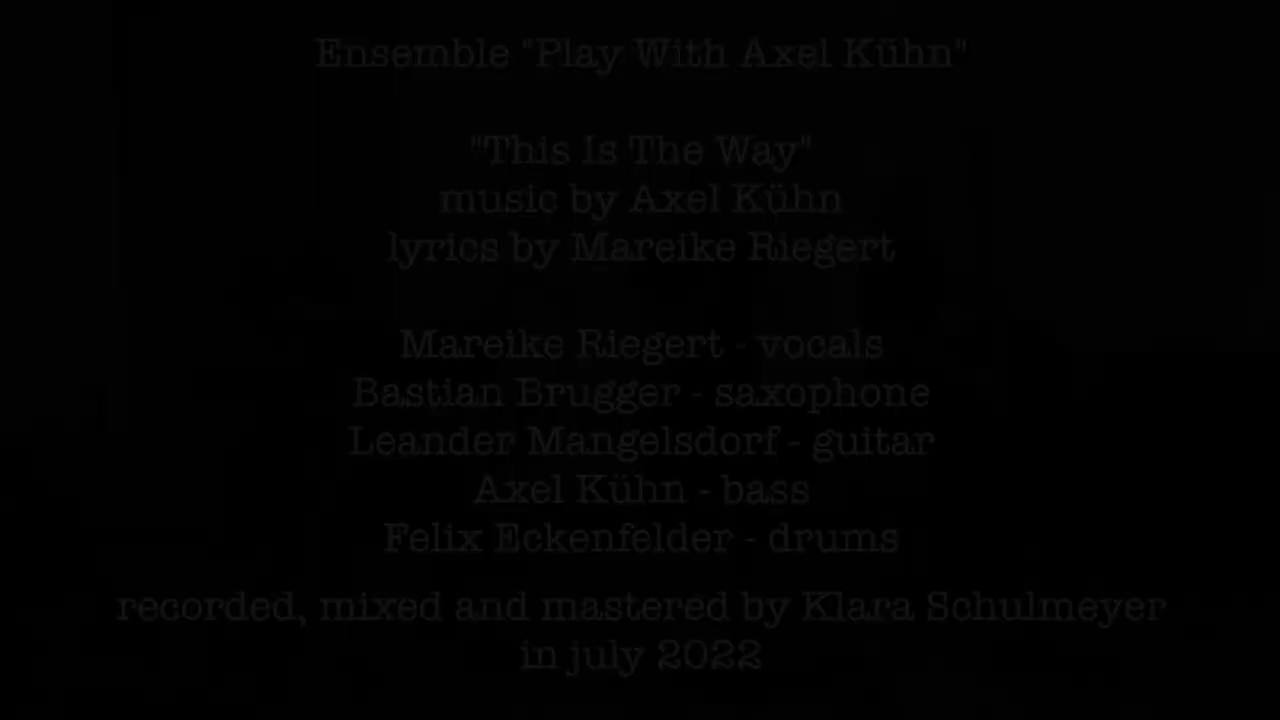 Ensemble "Play With Axel Kühn"
"This Is The Way"
music by Axel Kühn
lyrics by Mareike Riegert
Mareike Riegert - vocals
Bastian Brugger - saxophone
Leander Mangelsdorf - guitar
Axel Kühn - bass
Felix Eckenfelder - drums
recorded, mixed and mastered by Klara Schulmeyer
in july 2022